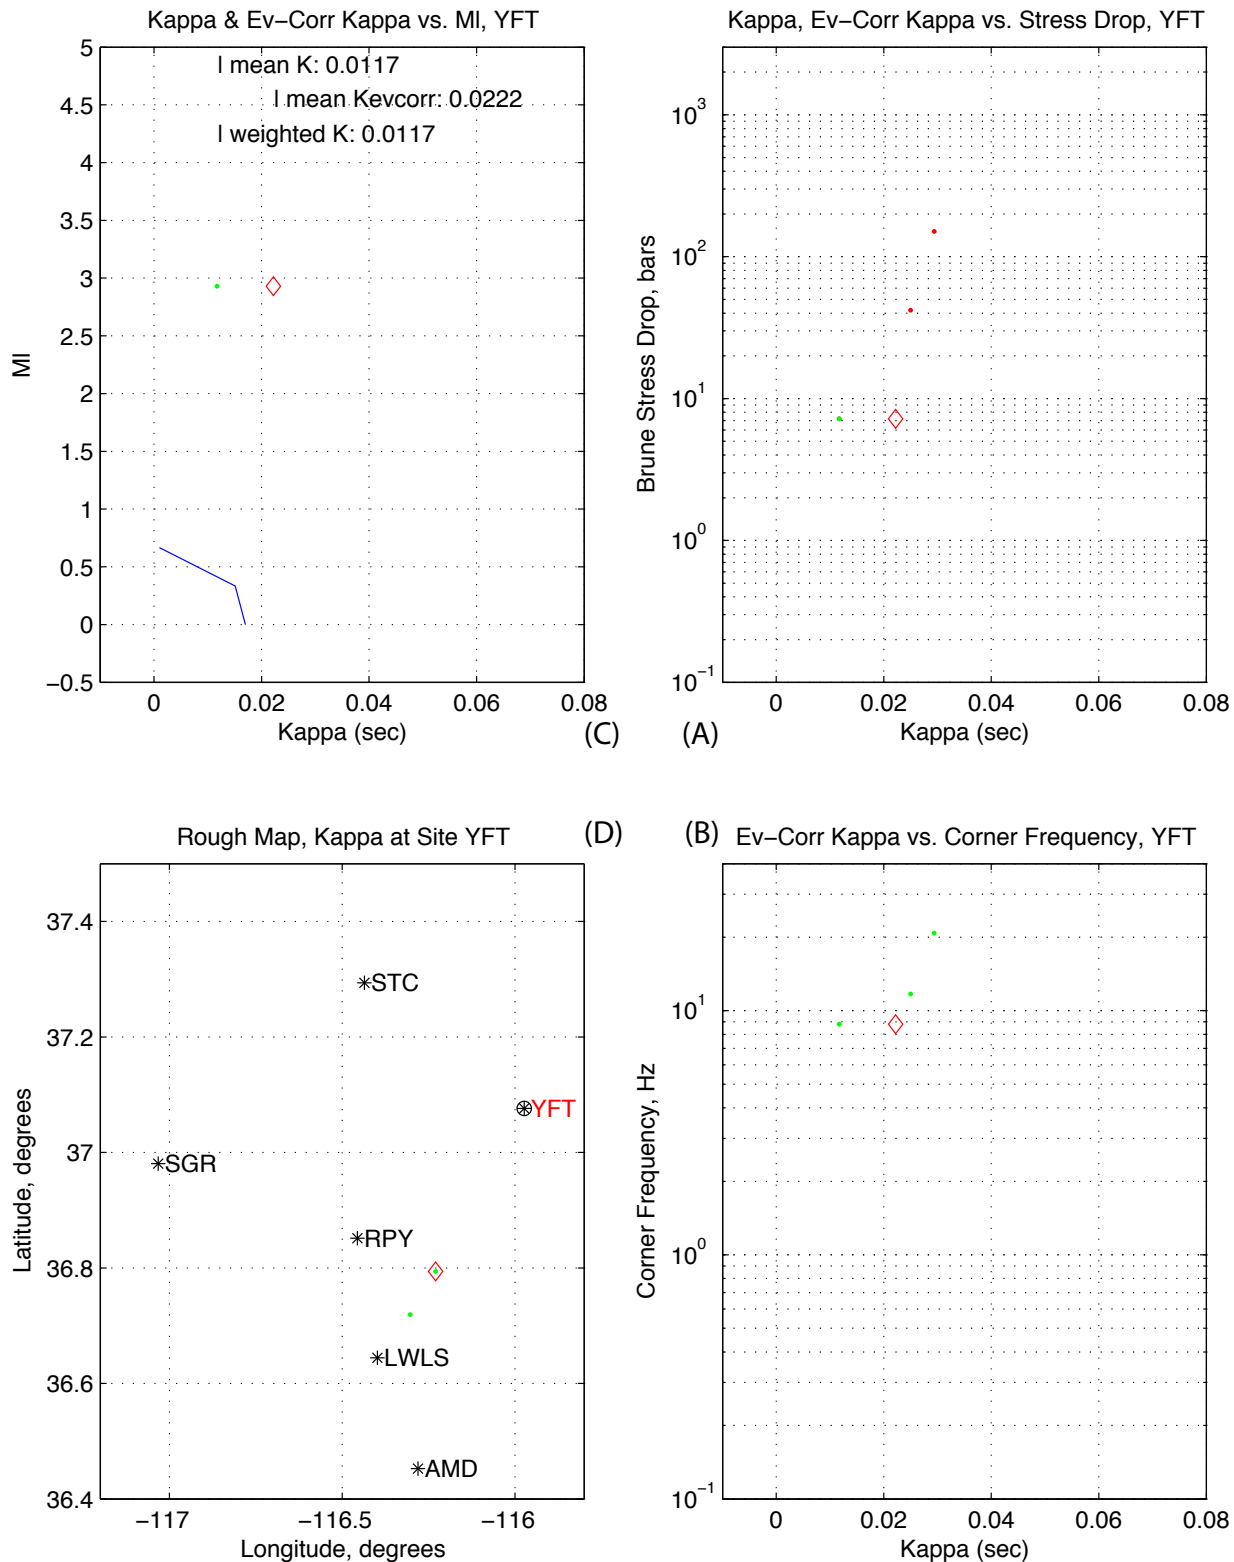 Kappa & Ev−Corr Kappa vs. Ml, YFT
5
4.5
4
3.5
3
2.5
2
1.5
1
0.5
0
−0.5
l mean K: 0.0117
l mean Kevcorr: 0.0222
l weighted K: 0.0117
Ml
0 0.02 0.04 0.06 0.08
Kappa (sec)
(C)
Kappa, Ev−Corr Kappa vs. Stress Drop, YFT
10^3
10^2
10^1
10^0
10^−1
Brune Stress Drop, bars
0 0.02 0.04 0.06 0.08
Kappa (sec)
(A)
Rough Map, Kappa at Site YFT
(D)
37.4
37.2
37
36.8
36.6
36.4
Latitude, degrees
STC
YFT
SGR
RPY
LWLS
AMD
−117 −116.5 −116
Longitude, degrees
(B)
Ev−Corr Kappa vs. Corner Frequency, YFT
10^1
10^0
10^−1
Corner Frequency, Hz
0 0.02 0.04 0.06 0.08
Kappa (sec)